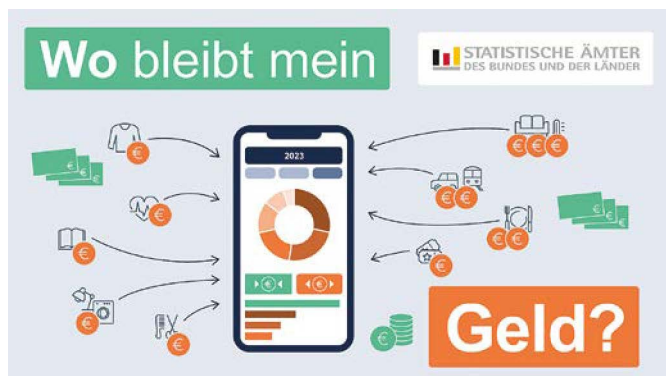 Wo bleibt mein
STATISTISCHE ÄMTER
DES BUNDES UND DER LÄNDER
2023
Geld?